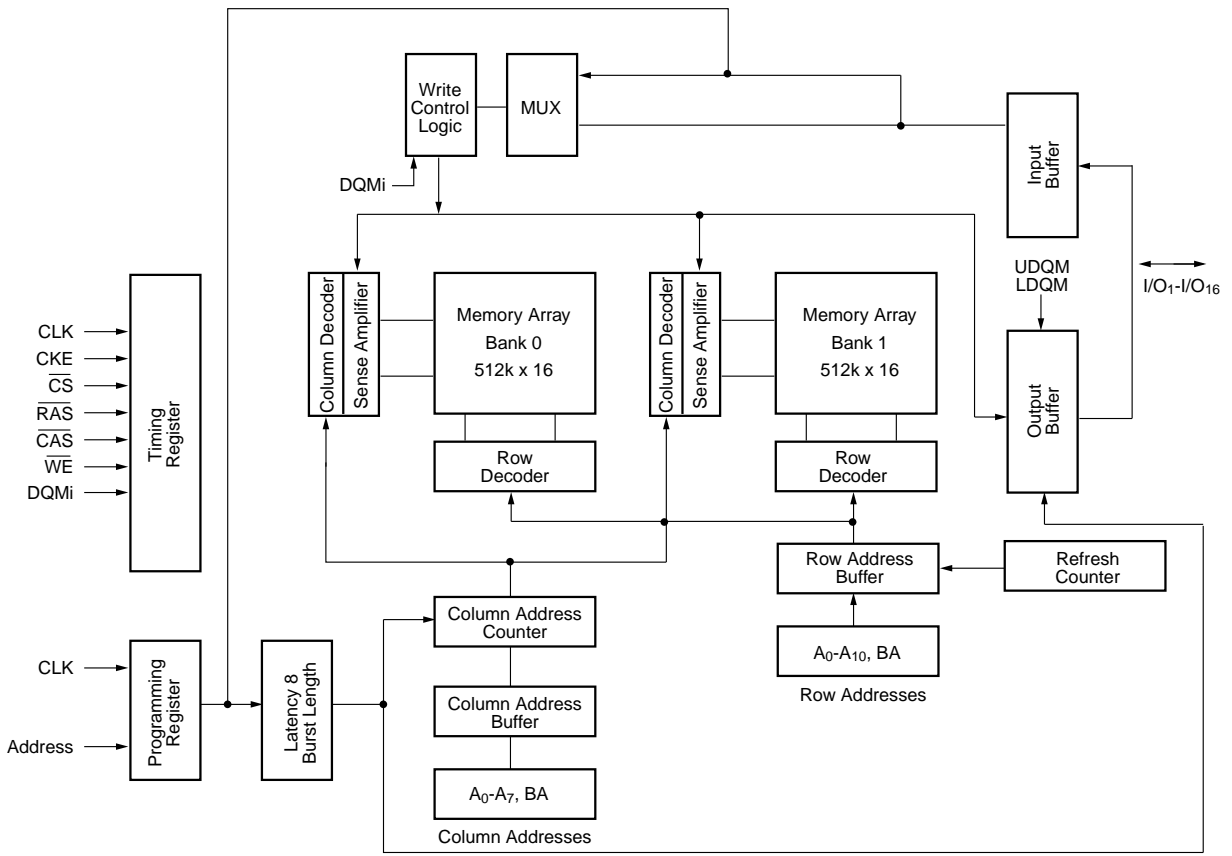 Write
Control
Logic
MUX
DQMi
Input
Buffer
UDQM
LDQM
I/O1-I/O16
Column Decoder
Sense Amplifier
Memory Array
Bank 0
512k x 16
Column Decoder
Sense Amplifier
Memory Array
Bank 1
512k x 16
Output
Buffer
CLK
CKE
CS
RAS
CAS
WE
DQMi
Timing
Register
Row
Decoder
Row
Decoder
Row Address
Buffer
Refresh
Counter
Column Address
Counter
A0-A10, BA
Row Addresses
CLK
Address
Programming
Register
Latency 8
Burst Length
Column Address
Buffer
A0-A7, BA
Column Addresses